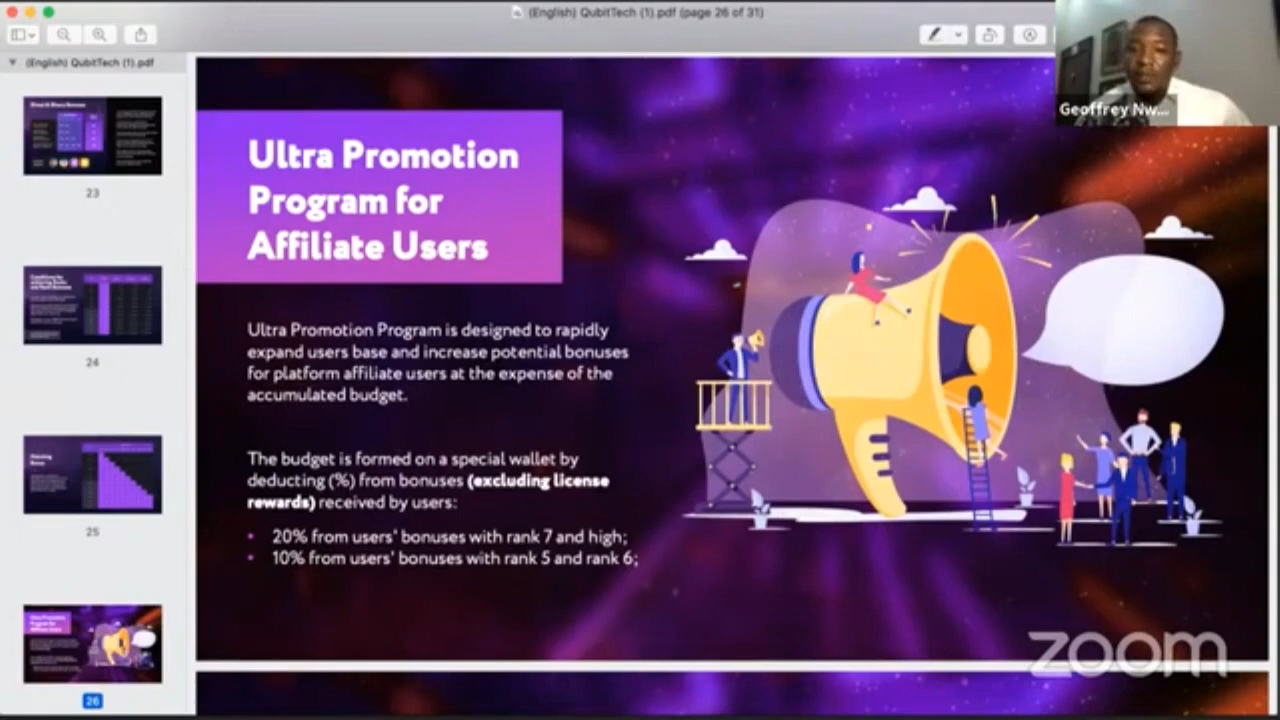 (English) QubitTech (1).pdf (page 26 of 31)
(English) QubitTech (1).pdf
23
24
25
26
Ultra Promotion
Program for
Affiliate Users
Ultra Promotion Program is designed to rapidly
expand users base and increase potential bonuses
for platform affiliate users at the expense of the
accumulated budget.
The budget is formed on a special wallet by
deducting (%) from bonuses (excluding license
rewards) received by users:
• 20% from users' bonuses with rank 7 and high;
• 10% from users' bonuses with rank 5 and rank 6;
Geoffrey Nw...
zoom